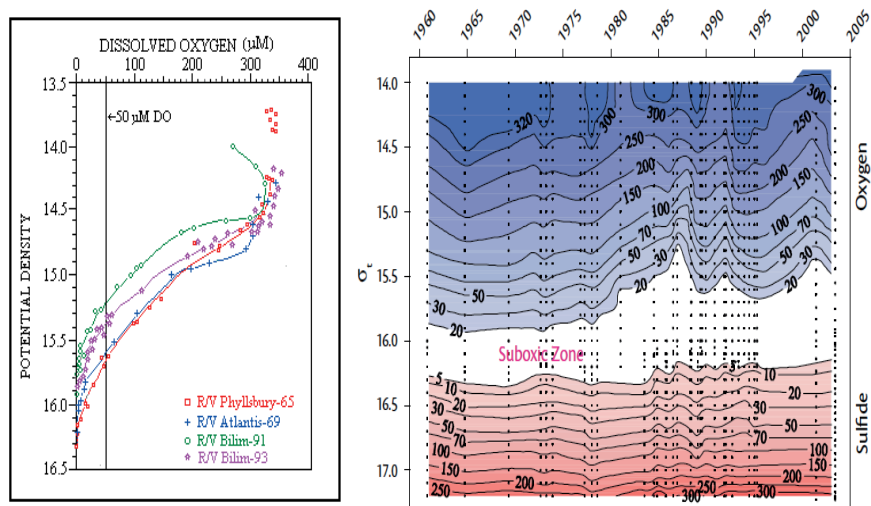 DISSOLVED OXYGEN (µM)
0 100 200 300 400
13.5
←50 µM DO
14.0
14.5
15.0
15.5
16.0
16.5
POTENTIAL DENSITY
R/V Phyllsbury-65
R/V Atlantis-69
R/V Bilim-91
R/V Bilim-93
1960 1965 1970 1975 1980 1985 1990 1995 2000 2005
14.0
14.5
15.0
15.5
16.0
16.5
17.0
σt
320 300 300 250 300
250
200 200
150 150
100 100
70 70
50 50
30 30
50
30 20 20
20
Suboxic Zone
5 5 10
10
20 20
30 30
50 50
70 70
100 100
150 150
200 200
250 200 250
300 300
Oxygen
Sulfide